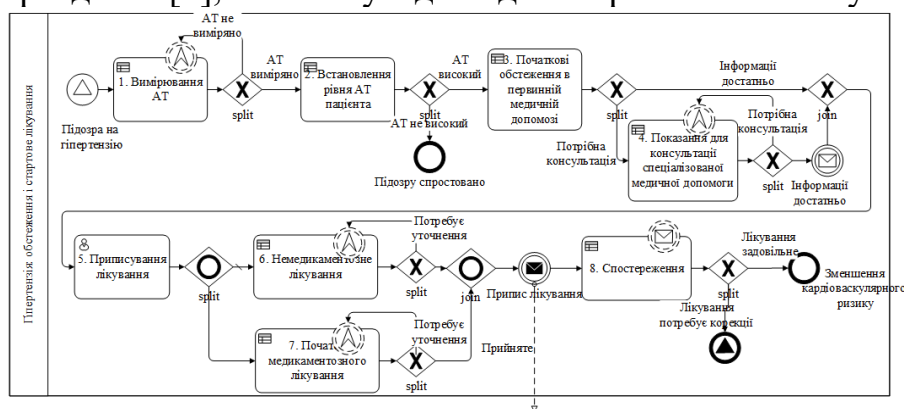 Гіпертензія: обстеження і стартове лікування
Підозра на
гіпертензію
1. Вимірювання
АТ
АТ не
виміряно
split
АТ
виміряно
2. Встановлення
рівня АТ
пацієнта
АТ
високий
split
АТ не високий
Підозру спростовано
3. Початкові
обстеження в
первинній
медичній
допомозі
split
Інформації
достатньо
join
Потрібна
консультація
4. Показання для
консультації
спеціалізованої
медичної допомоги
Потрібна
консультація
split
Інформації
достатньо
5. Приписування
лікування
split
6. Немедикаментозне
лікування
Потребує
уточнення
split
join
7. Початок
медикаментозного
лікування
Потребує
уточнення
split
Прийняте
Припис лікування
8. Спостереження
split
Лікування
задовільне
Зменшення
кардіоваскулярного
ризику
Лікування
потребує корекції